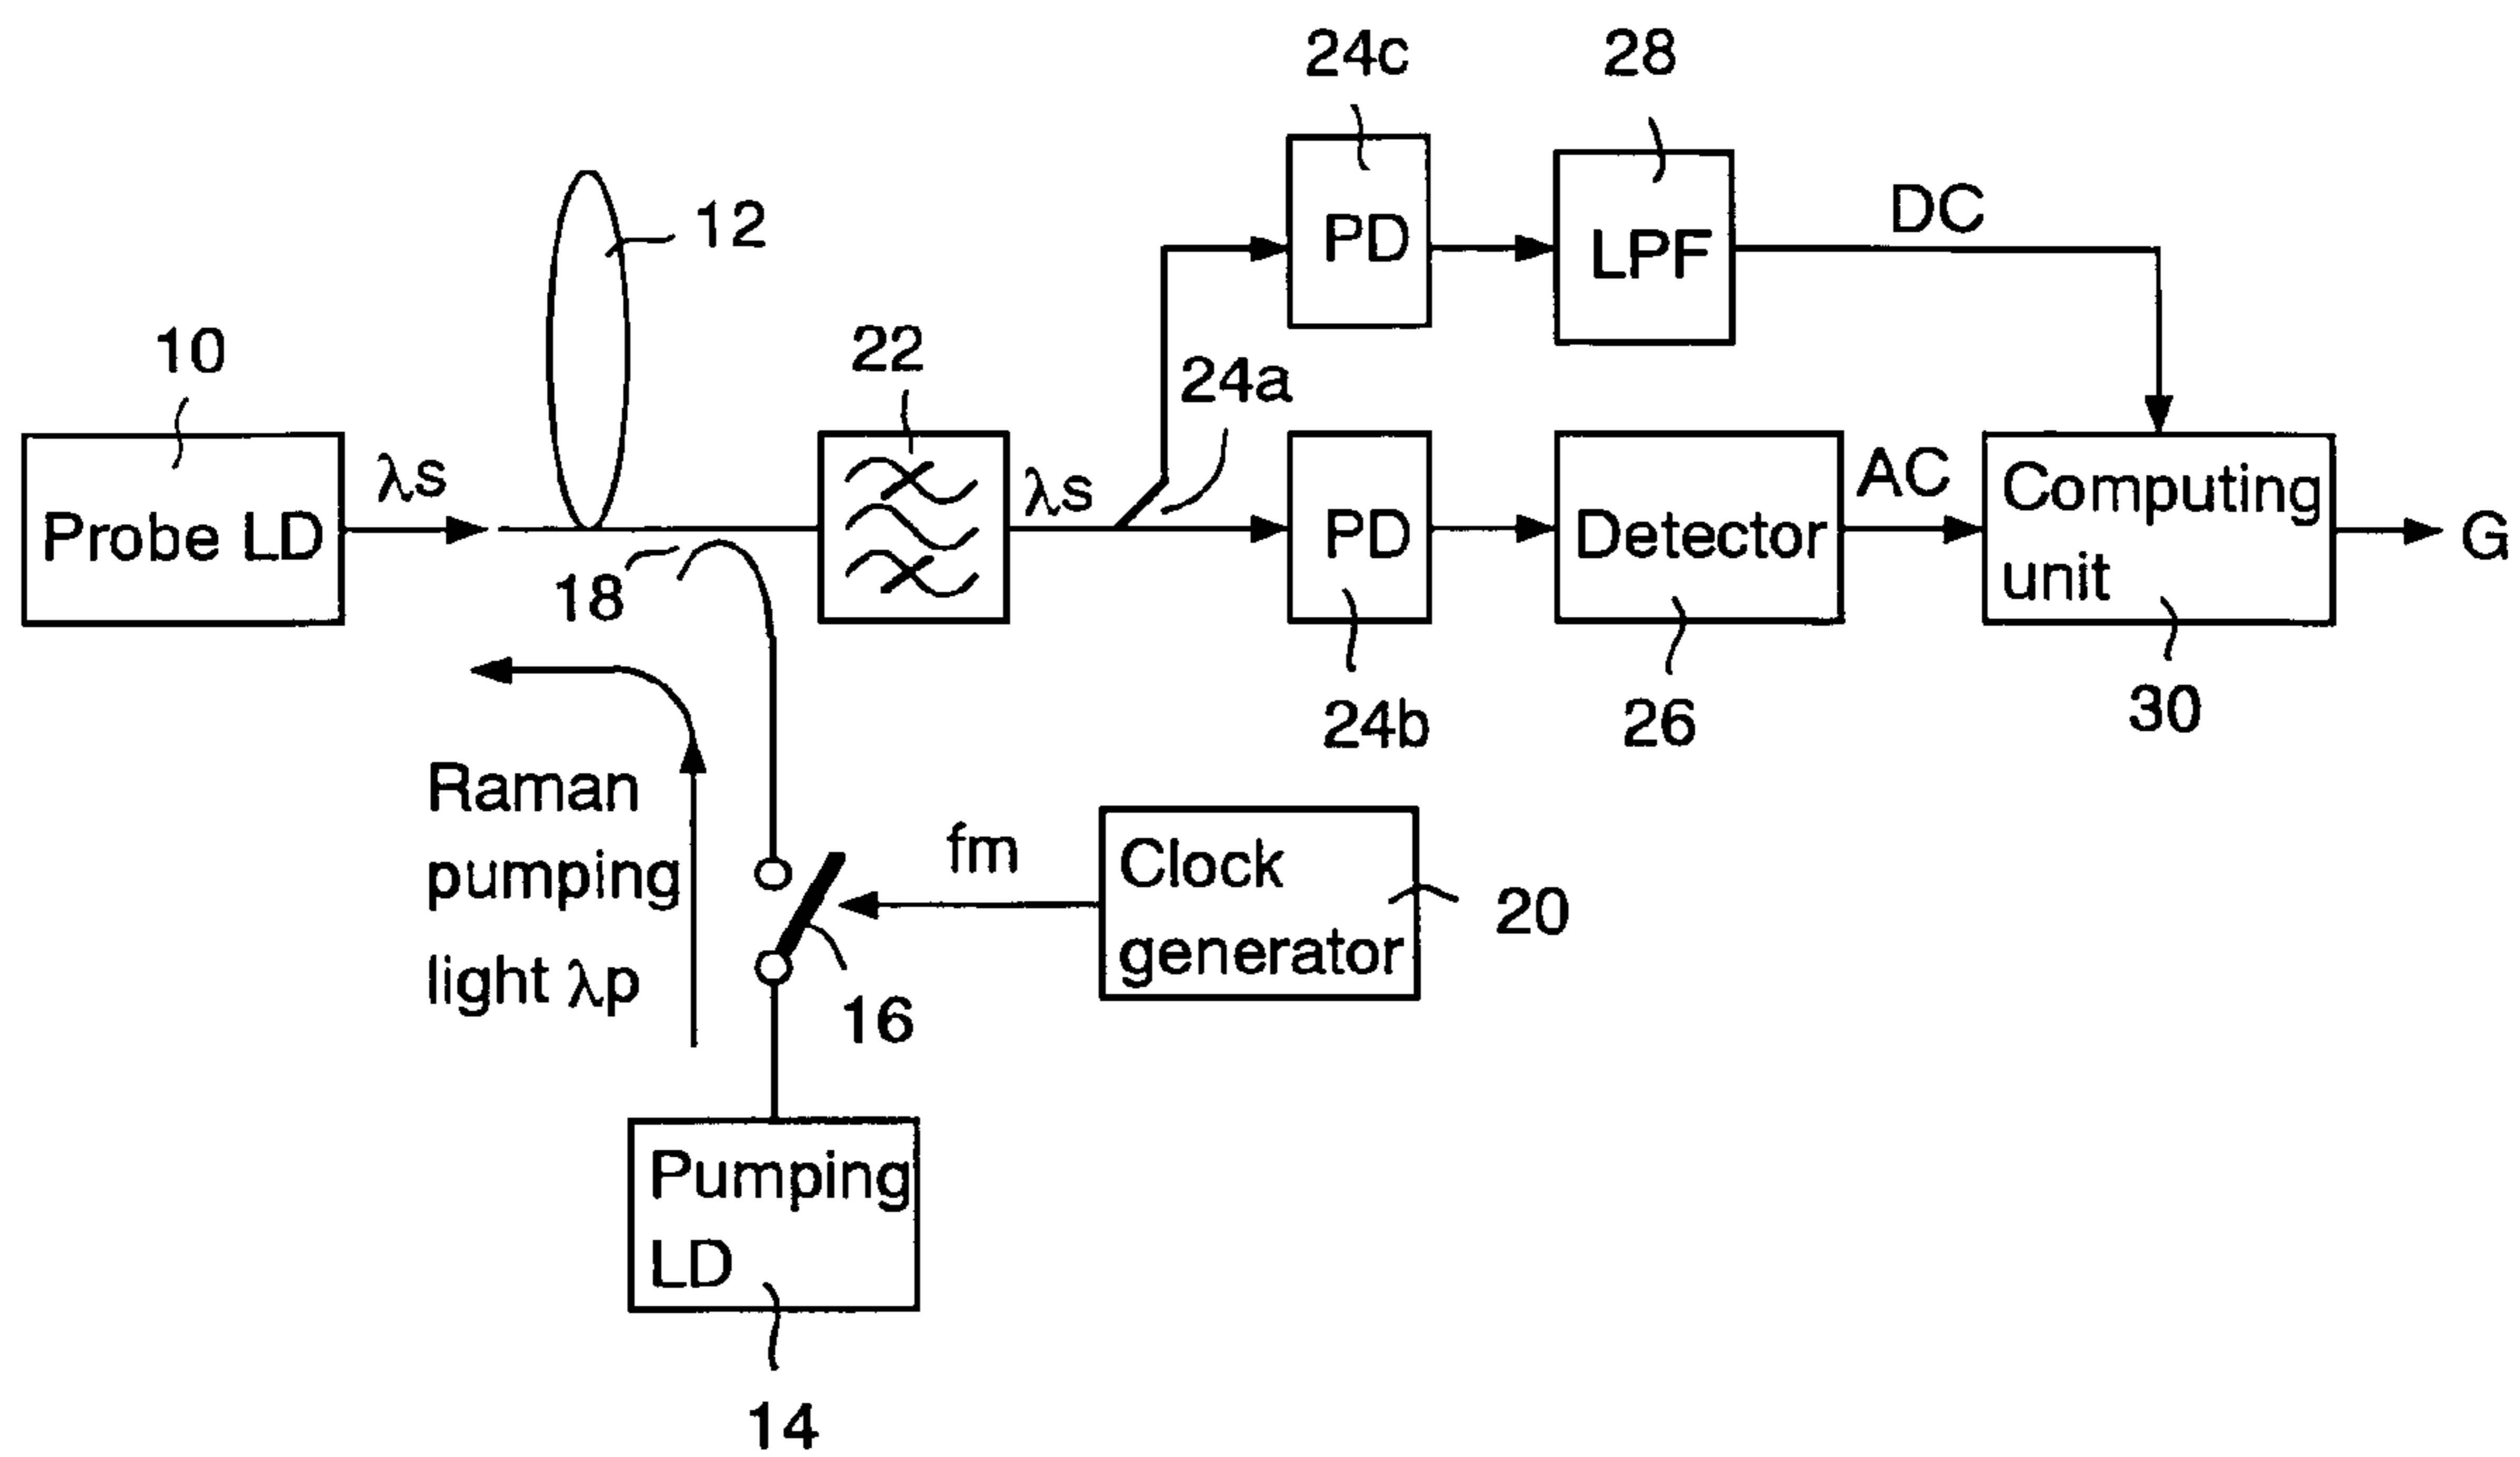 24c
28
PD
LPF
DC
12
10
22
24a
Probe LD
λs
λs
PD
Detector
AC
Computing
unit
G
18
24b
26
30
Raman
pumping
light λp
fm
Clock
generator
20
16
Pumping
LD
14